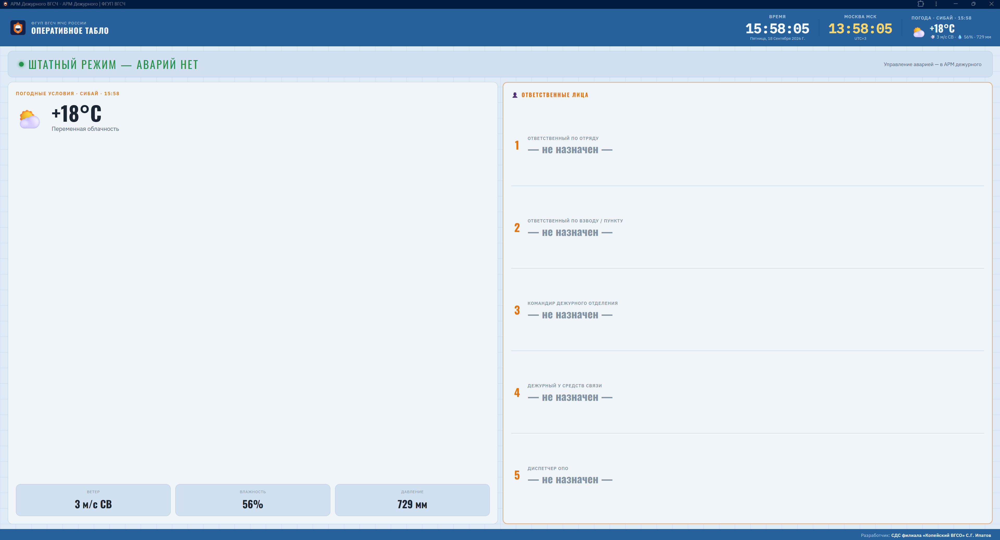 АРМ Дежурного ВГСЧ - АРМ Дежурного | ФГУП ВГСЧ
ФГУП ВГСЧ МЧС РОССИИ
ОПЕРАТИВНОЕ ТАБЛО
ВРЕМЯ
15:58:05
Пятница, 18 Сентября 2026 Г.
МОСКВА МСК
13:58:05
UTC+3
ПОГОДА · СИБАЙ · 15:58
+18°C
3 м/с СВ · 56% · 729 мм
ШТАТНЫЙ РЕЖИМ — АВАРИЙ НЕТ
Управление аварией — в АРМ дежурного
ПОГОДНЫЕ УСЛОВИЯ · СИБАЙ · 15:58
+18°C
Переменная облачность
ВЕТЕР
3 м/с СВ
ВЛАЖНОСТЬ
56%
ДАВЛЕНИЕ
729 мм
ОТВЕТСТВЕННЫЕ ЛИЦА
1
ОТВЕТСТВЕННЫЙ ПО ОТРЯДУ
— не назначен —
2
ОТВЕТСТВЕННЫЙ ПО ВЗВОДУ / ПУНКТУ
— не назначен —
3
КОМАНДИР ДЕЖУРНОГО ОТДЕЛЕНИЯ
— не назначен —
4
ДЕЖУРНЫЙ У СРЕДСТВ СВЯЗИ
— не назначен —
5
ДИСПЕТЧЕР ОПО
— не назначен —
Разработчик: СДС филиала «Копейский ВГСО» С.Г. Ипатов